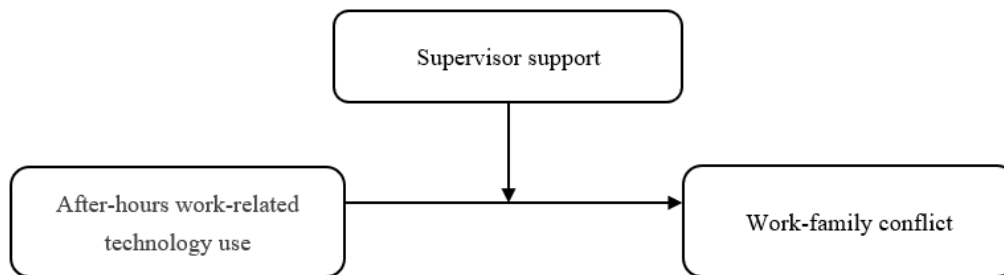 Supervisor support
After-hours work-related
technology use
Work-family conflict